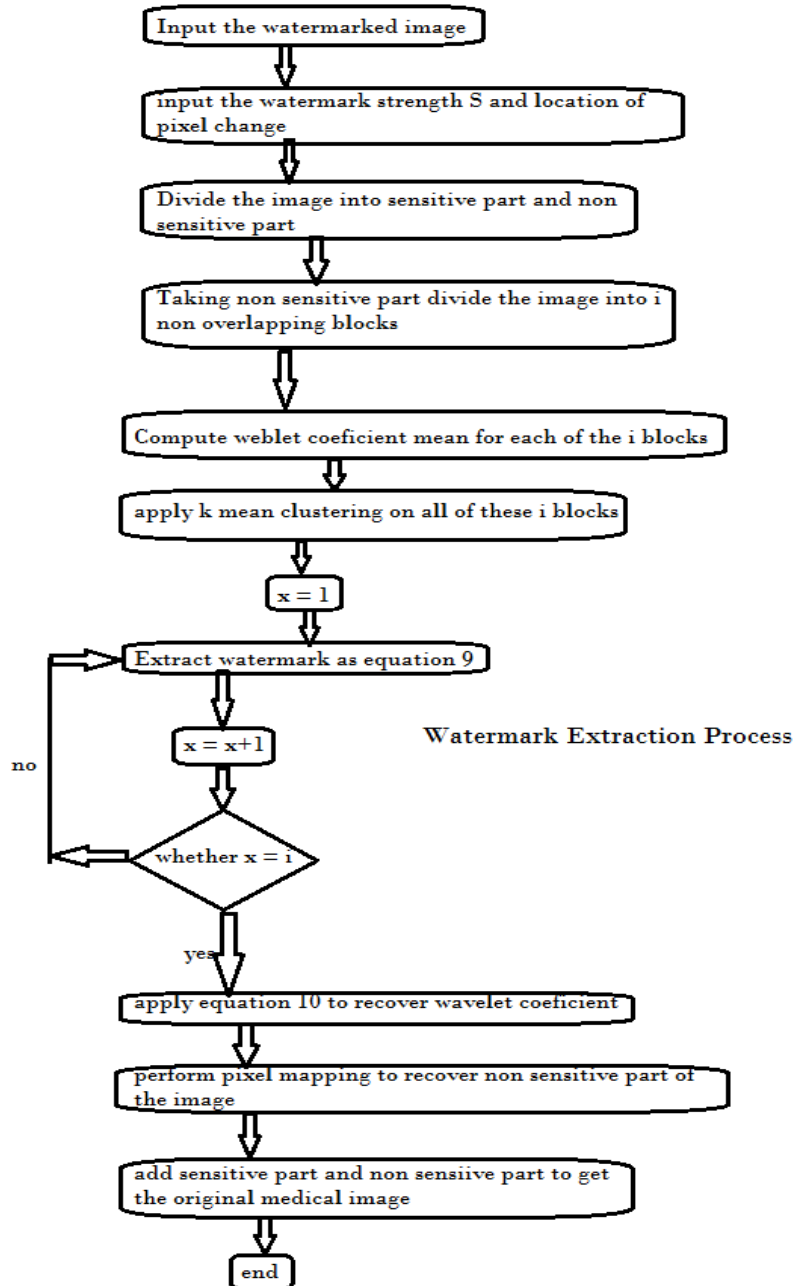 Input the watermarked image
input the watermark strength S and location of
pixel change
Divide the image into sensitive part and non
sensitive part
Taking non sensitive part divide the image into i
non overlapping blocks
Compute weblet coeficient mean for each of the i blocks
apply k mean clustering on all of these i blocks
x = 1
Extract watermark as equation 9
x = x+1
Watermark Extraction Process
no
whether x = i
yes
apply equation 10 to recover wavelet coeficient
perform pixel mapping to recover non sensitive part of
the image
add sensitive part and non sensiive part to get
the original medical image
end